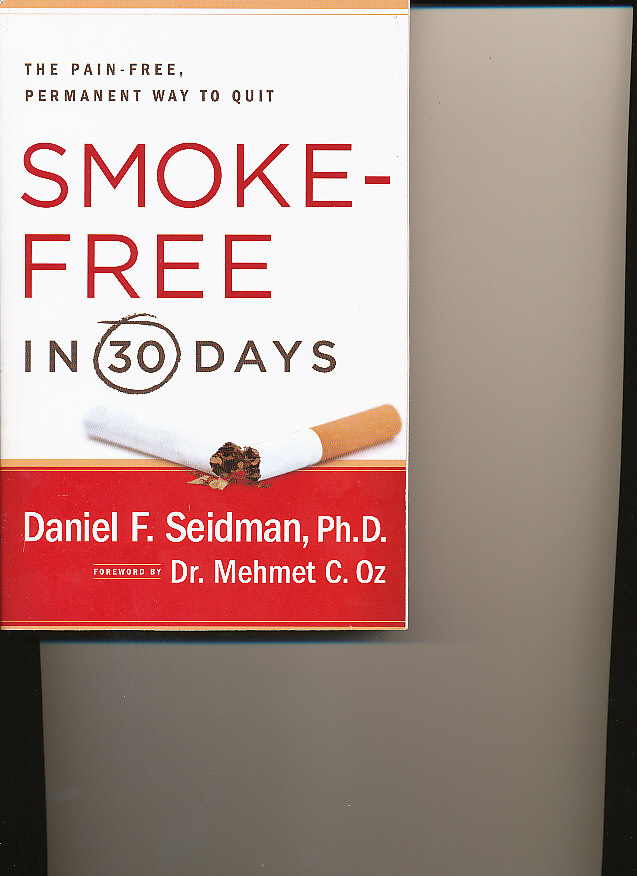 THE PAIN-FREE,
PERMANENT WAY TO QUIT
SMOKE-
FREE
IN 30 DAYS
Daniel F. Seidman, Ph.D.
FOREWORD BY Dr. Mehmet C. Oz